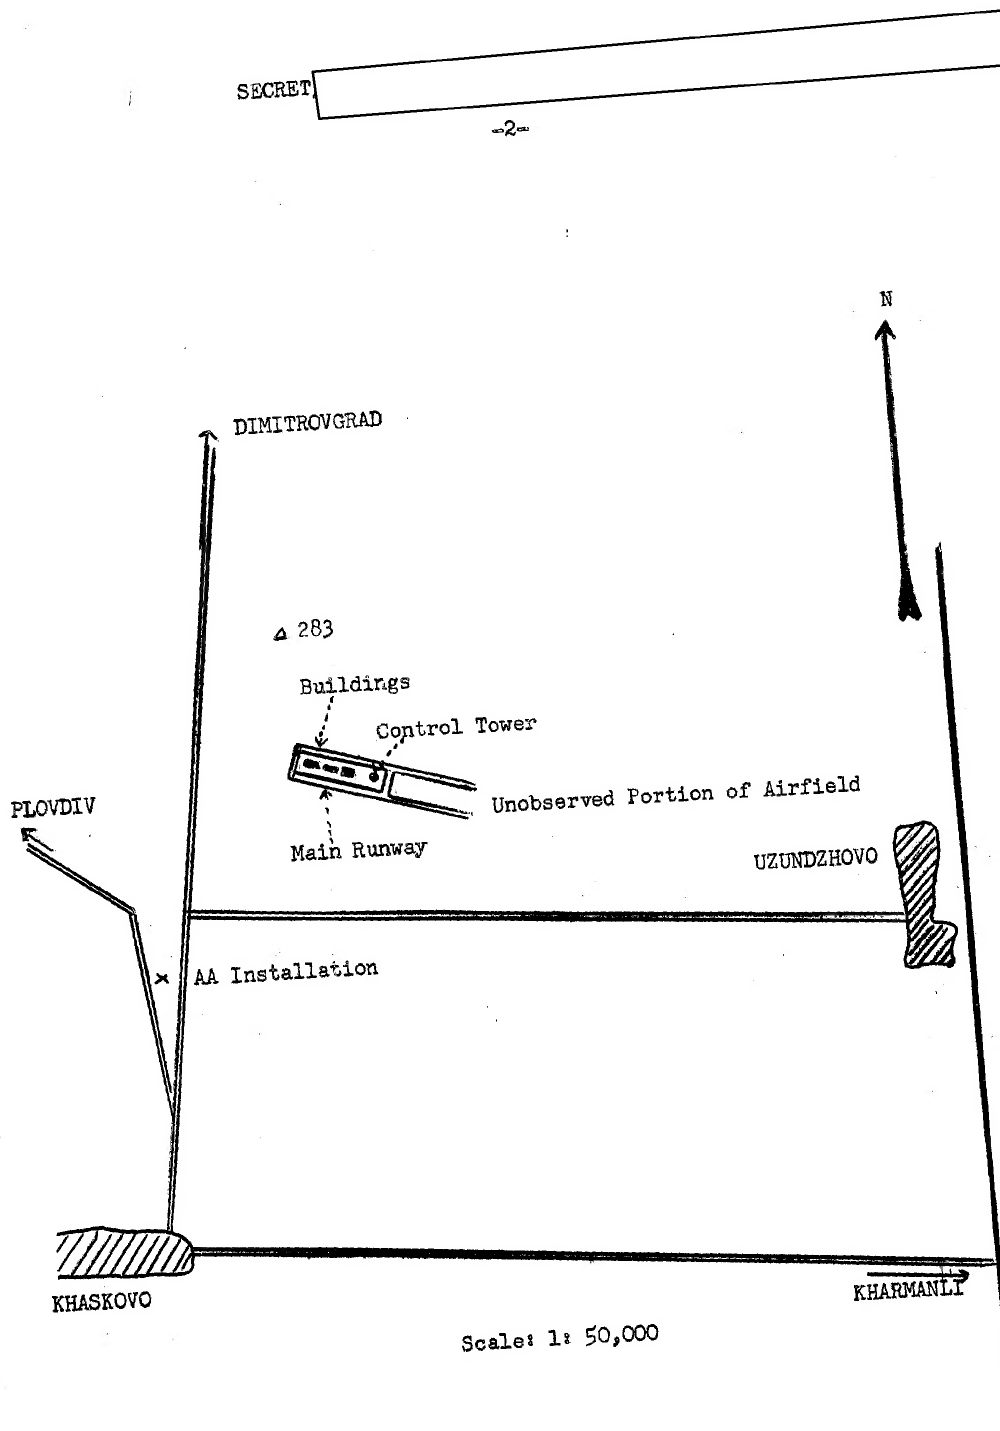 SECRET
-2-
N
DIMITROVGRAD
283
Buildings
Control Tower
Unobserved Portion of Airfield
PLOVDIV
Main Runway
UZUNDZHOVO
x AA Installation
KHASKOVO
KHARMANLI
Scale: 1: 50,000